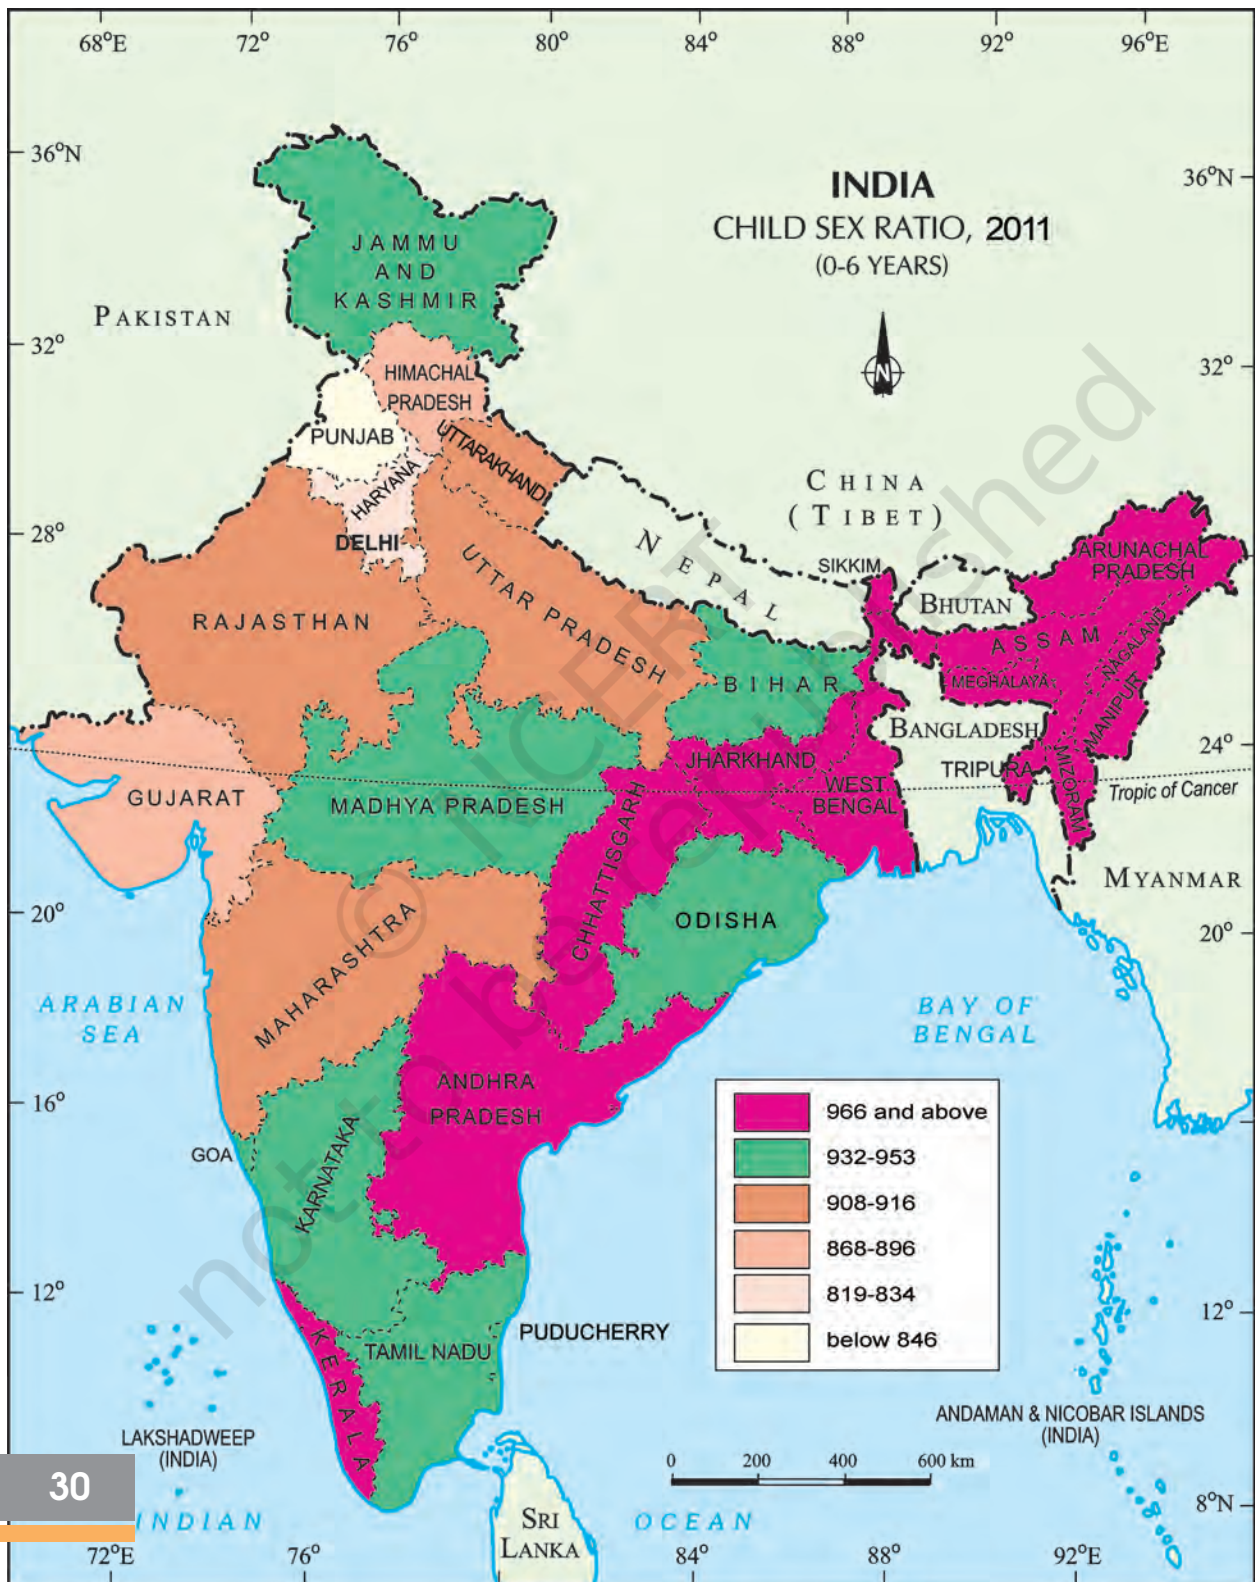 68°E 72° 76° 80° 84° 88° 92° 96°E
36°N
36°N
INDIA
CHILD SEX RATIO, 2011
(0-6 YEARS)
JAMMU
AND
KASHMIR
PAKISTAN
32°
32°
N
HIMACHAL
PRADESH
PUNJAB
UTTARAKHAND
HARYANA
CHINA
(TIBET)
28°
DELHI
NEPAL
SIKKIM
ARUNACHAL
PRADESH
BHUTAN
RAJASTHAN
UTTAR PRADESH
ASSAM
NAGALAND
BIHAR
MEGHALAYA
MANIPUR
BANGLADESH
24°
JHARKHAND
TRIPURA
MIZORAM
Tropic of Cancer
GUJARAT
MADHYA PRADESH
WEST
BENGAL
CHHATTISGARH
MYANMAR
20°
20°
ODISHA
MAHARASHTRA
ARABIAN
SEA
BAY OF
BENGAL
16°
ANDHRA
PRADESH
966 and above
932-953
908-916
868-896
819-834
below 846
GOA
KARNATAKA
12°
12°
PUDUCHERRY
TAMIL NADU
KERALA
LAKSHADWEEP
(INDIA)
ANDAMAN & NICOBAR ISLANDS
(INDIA)
0 200 400 600 km
30
8°N
INDIAN
OCEAN
SRI
LANKA
72°E 76° 84° 88° 92°E
© NCERT
not to be republished